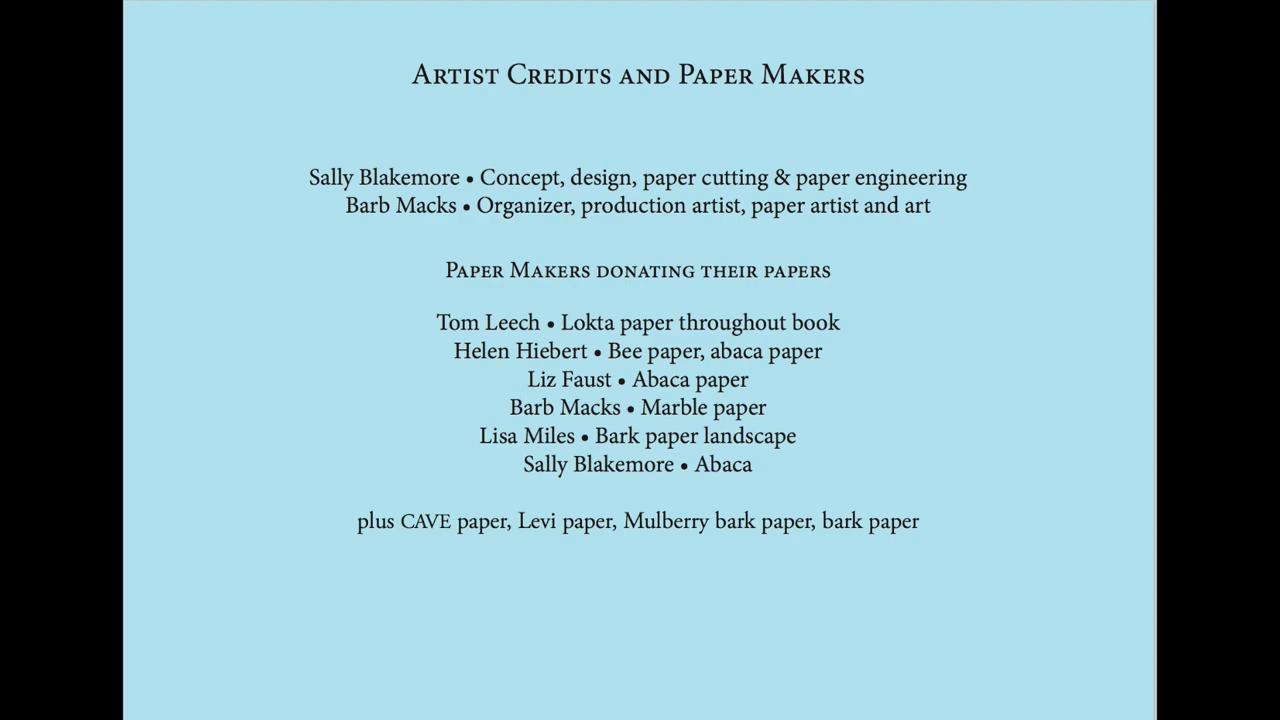 Artist Credits and Paper Makers
Sally Blakemore • Concept, design, paper cutting & paper engineering
Barb Macks • Organizer, production artist, paper artist and art
Paper Makers donating their papers
Tom Leech • Lokta paper throughout book
Helen Hiebert • Bee paper, abaca paper
Liz Faust • Abaca paper
Barb Macks • Marble paper
Lisa Miles • Bark paper landscape
Sally Blakemore • Abaca
plus CAVE paper, Levi paper, Mulberry bark paper, bark paper